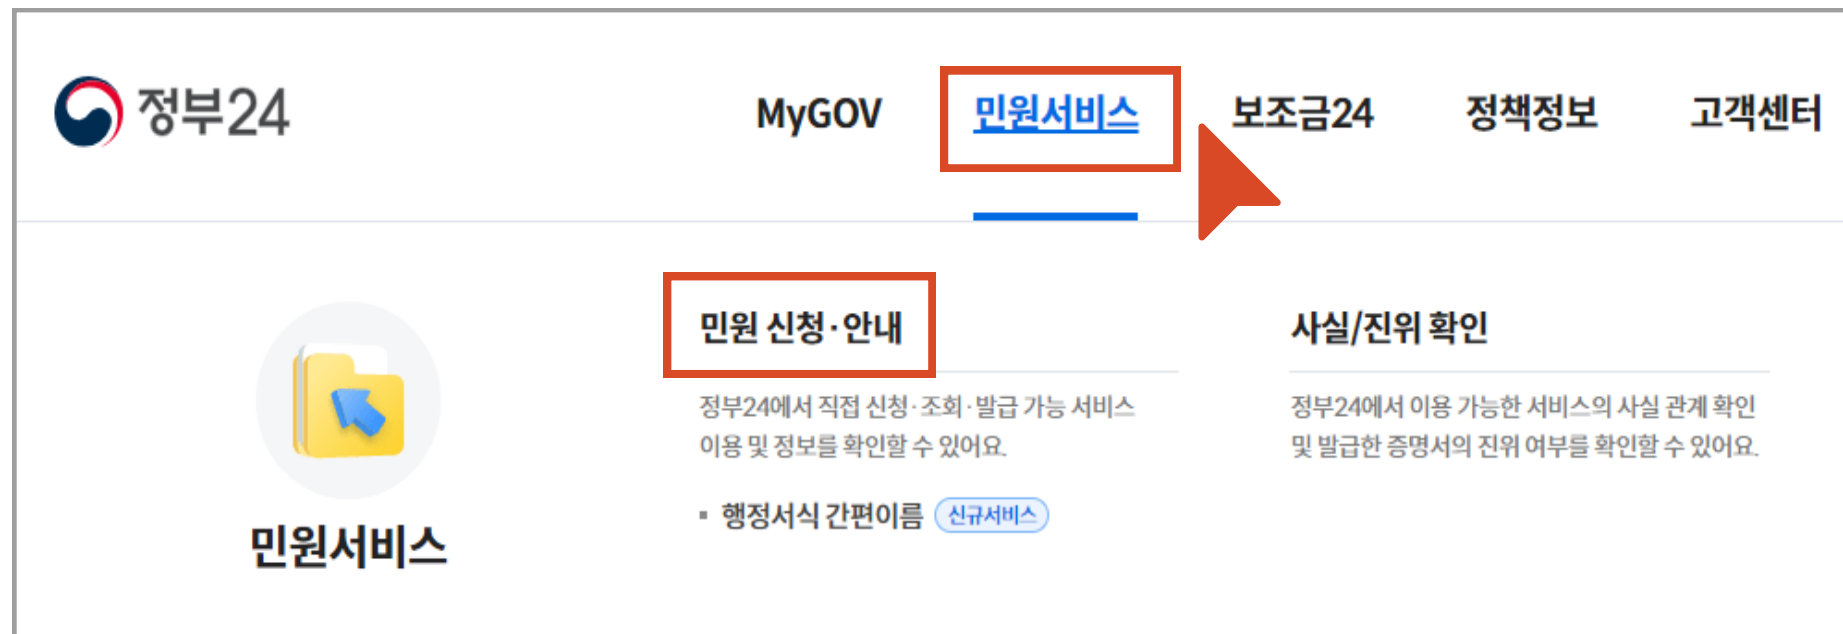 정부24
MyGOV 민원서비스 보조금24 정책정보 고객센터
민원서비스
민원 신청·안내
정부24에서 직접 신청·조회·발급 가능 서비스
이용 및 정보를 확인할 수 있어요.
행정서식 간편이름 신규서비스
사실/진위 확인
정부24에서 이용 가능한 서비스의 사실 관계 확인
및 발급한 증명서의 진위 여부를 확인할 수 있어요.